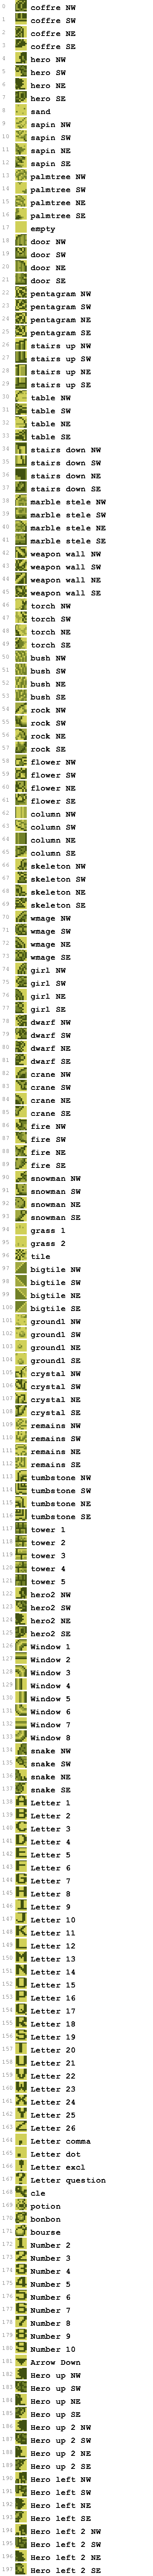 0 coffre NW
1 coffre SW
2 coffre NE
3 coffre SE
4 hero NW
5 hero SW
6 hero NE
7 hero SE
8 sand
9 sapin NW
10 sapin SW
11 sapin NE
12 sapin SE
13 palmtree NW
14 palmtree SW
15 palmtree NE
16 palmtree SE
17 empty
18 door NW
19 door SW
20 door NE
21 door SE
22 pentagram NW
23 pentagram SW
24 pentagram NE
25 pentagram SE
26 stairs up NW
27 stairs up SW
28 stairs up NE
29 stairs up SE
30 table NW
31 table SW
32 table NE
33 table SE
34 stairs down NW
35 stairs down SW
36 stairs down NE
37 stairs down SE
38 marble stele NW
39 marble stele SW
40 marble stele NE
41 marble stele SE
42 weapon wall NW
43 weapon wall SW
44 weapon wall NE
45 weapon wall SE
46 torch NW
47 torch SW
48 torch NE
49 torch SE
50 bush NW
51 bush SW
52 bush NE
53 bush SE
54 rock NW
55 rock SW
56 rock NE
57 rock SE
58 flower NW
59 flower SW
60 flower NE
61 flower SE
62 column NW
63 column SW
64 column NE
65 column SE
66 skeleton NW
67 skeleton SW
68 skeleton NE
69 skeleton SE
70 wmage NW
71 wmage SW
72 wmage NE
73 wmage SE
74 girl NW
75 girl SW
76 girl NE
77 girl SE
78 dwarf NW
79 dwarf SW
80 dwarf NE
81 dwarf SE
82 crane NW
83 crane SW
84 crane NE
85 crane SE
86 fire NW
87 fire SW
88 fire NE
89 fire SE
90 snowman NW
91 snowman SW
92 snowman NE
93 snowman SE
94 grass 1
95 grass 2
96 tile
97 bigtile NW
98 bigtile SW
99 bigtile NE
100 bigtile SE
101 ground1 NW
102 ground1 SW
103 ground1 NE
104 ground1 SE
105 crystal NW
106 crystal SW
107 crystal NE
108 crystal SE
109 remains NW
110 remains SW
111 remains NE
112 remains SE
113 tumbstone NW
114 tumbstone SW
115 tumbstone NE
116 tumbstone SE
117 tower 1
118 tower 2
119 tower 3
120 tower 4
121 tower 5
122 hero2 NW
123 hero2 SW
124 hero2 NE
125 hero2 SE
126 Window 1
127 Window 2
128 Window 3
129 Window 4
130 Window 5
131 Window 6
132 Window 7
133 Window 8
134 snake NW
135 snake SW
136 snake NE
137 snake SE
138 Letter 1
139 Letter 2
140 Letter 3
141 Letter 4
142 Letter 5
143 Letter 6
144 Letter 7
145 Letter 8
146 Letter 9
147 Letter 10
148 Letter 11
149 Letter 12
150 Letter 13
151 Letter 14
152 Letter 15
153 Letter 16
154 Letter 17
155 Letter 18
156 Letter 19
157 Letter 20
158 Letter 21
159 Letter 22
160 Letter 23
161 Letter 24
162 Letter 25
163 Letter 26
164 Letter comma
165 Letter dot
166 Letter excl
167 Letter question
168 cle
169 potion
170 bonbon
171 bourse
172 Number 2
173 Number 3
174 Number 4
175 Number 5
176 Number 6
177 Number 7
178 Number 8
179 Number 9
180 Number 10
181 Arrow Down
182 Hero up NW
183 Hero up SW
184 Hero up NE
185 Hero up SE
186 Hero up 2 NW
187 Hero up 2 SW
188 Hero up 2 NE
189 Hero up 2 SE
190 Hero left NW
191 Hero left SW
192 Hero left NE
193 Hero left SE
194 Hero left 2 NW
195 Hero left 2 SW
196 Hero left 2 NE
197 Hero left 2 SE